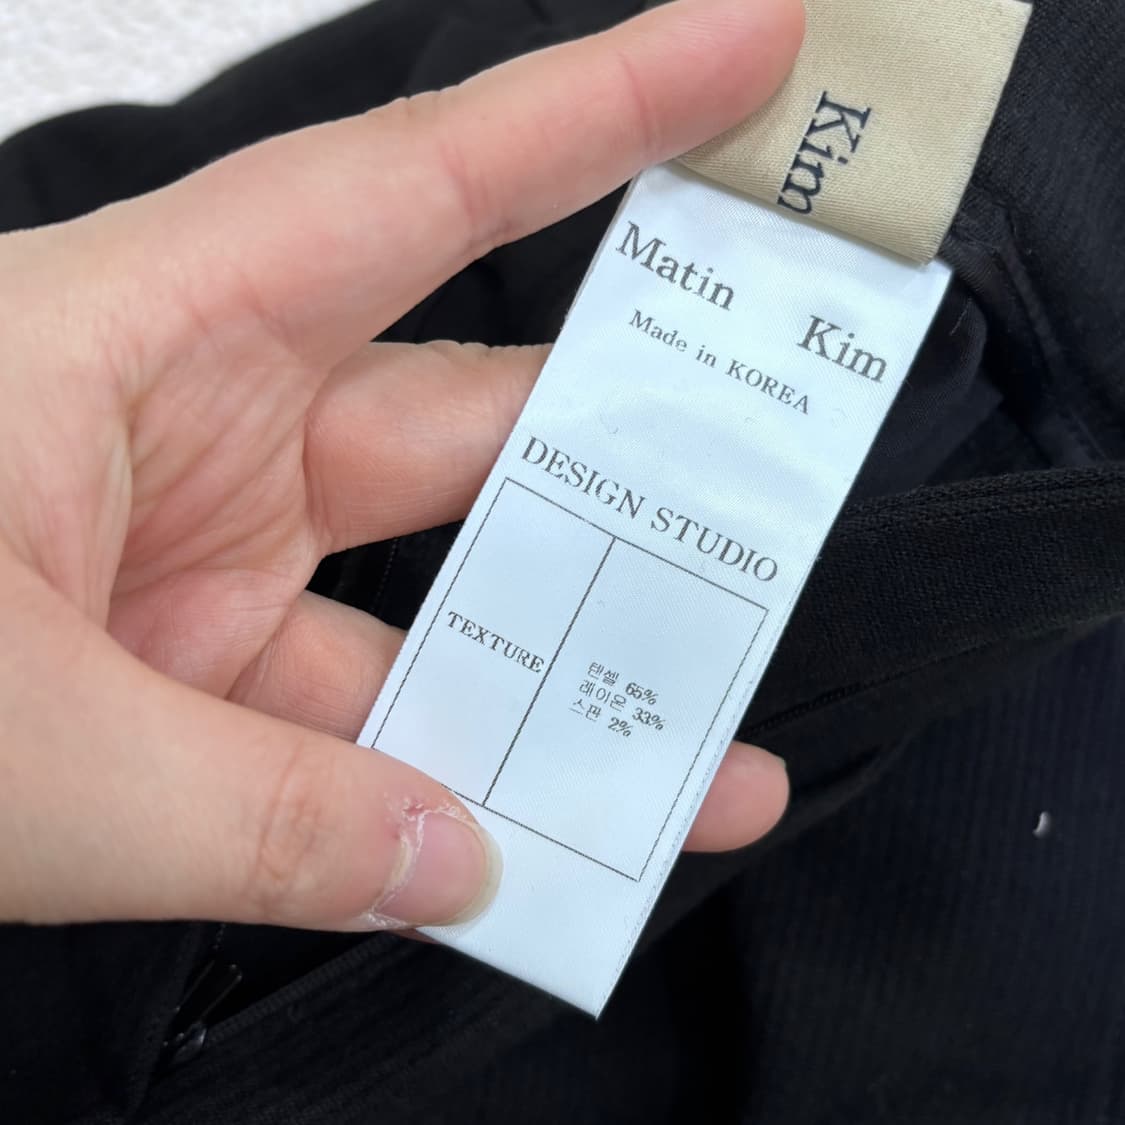 Kim
Matin Kim
Made in KOREA
DESIGN STUDIO
TEXTURE
텐셀 65%
레이온 33%
스판 2%